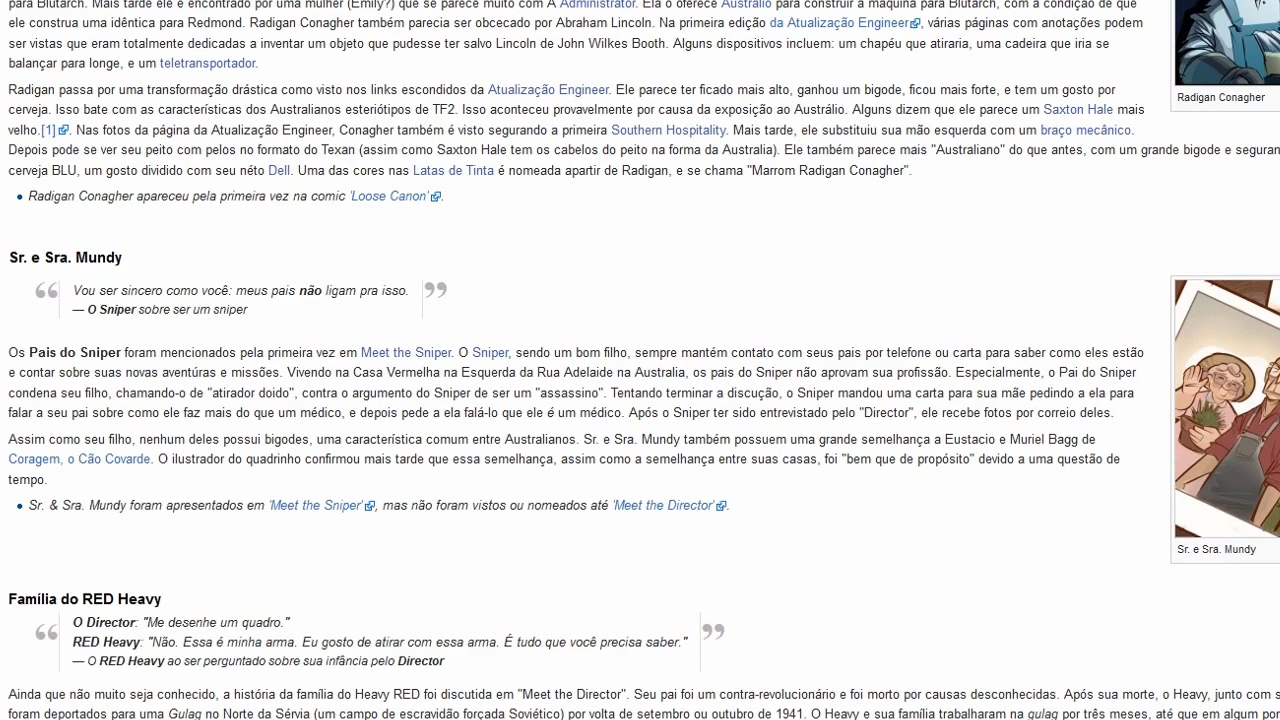 para Blutarch. Mais tarde ele é encontrado por uma mulher (Emily?) que se parece muito com A Administrator. Ela o oferece Austrálio para construir a máquina para Blutarch, com a condição de que
ele construa uma idêntica para Redmond. Radigan Conagher também parecia ser obcecado por Abraham Lincoln. Na primeira edição da Atualização Engineer, várias páginas com anotações podem
ser vistas que eram totalmente dedicadas a inventar um objeto que pudesse ter salvo Lincoln de John Wilkes Booth. Alguns dispositivos incluem: um chapéu que atiraria, uma cadeira que iria se
balançar para longe, e um teletransportador.
Radigan Conagher
Radigan passa por uma transformação drástica como visto nos links escondidos da Atualização Engineer. Ele parece ter ficado mais alto, ganhou um bigode, ficou mais forte, e tem um gosto por
cerveja. Isso bate com as características dos Australianos esteriótipos de TF2. Isso aconteceu provavelmente por causa da exposição ao Austrálio. Alguns dizem que ele parece um Saxton Hale mais
velho.[1]. Nas fotos da página da Atualização Engineer, Conagher também é visto segurando a primeira Southern Hospitality. Mais tarde, ele substituiu sua mão esquerda com um braço mecânico.
Depois pode se ver seu peito com pelos no formato do Texan (assim como Saxton Hale tem os cabelos do peito na forma da Australia). Ele também parece mais "Australiano" do que antes, com um grande bigode e seguran
cerveja BLU, um gosto dividido com seu néto Dell. Uma das cores nas Latas de Tinta é nomeada apartir de Radigan, e se chama "Marrom Radigan Conagher".
• Radigan Conagher apareceu pela primeira vez na comic 'Loose Canon'.
Sr. e Sra. Mundy
Vou ser sincero como você: meus pais não ligam pra isso.
— O Sniper sobre ser um sniper
Os Pais do Sniper foram mencionados pela primeira vez em Meet the Sniper. O Sniper, sendo um bom filho, sempre mantém contato com seus pais por telefone ou carta para saber como eles estão
e contar sobre suas novas aventúras e missões. Vivendo na Casa Vermelha na Esquerda da Rua Adelaide na Australia, os pais do Sniper não aprovam sua profissão. Especialmente, o Pai do Sniper
condena seu filho, chamando-o de "atirador doido", contra o argumento do Sniper de ser um "assassino". Tentando terminar a discução, o Sniper mandou uma carta para sua mãe pedindo a ela para
falar a seu pai sobre como ele faz mais do que um médico, e depois pede a ela falá-lo que ele é um médico. Após o Sniper ter sido entrevistado pelo "Director", ele recebe fotos por correio deles.
Assim como seu filho, nenhum deles possui bigodes, uma característica comum entre Australianos. Sr. e Sra. Mundy também possuem uma grande semelhança a Eustacio e Muriel Bagg de
Coragem, o Cão Covarde. O ilustrador do quadrinho confirmou mais tarde que essa semelhança, assim como a semelhança entre suas casas, foi "bem que de propósito" devido a uma questão de
tempo.
• Sr. & Sra. Mundy foram apresentados em 'Meet the Sniper', mas não foram vistos ou nomeados até 'Meet the Director'.
Sr. e Sra. Mundy
Família do RED Heavy
O Director: "Me desenhe um quadro."
RED Heavy: "Não. Essa é minha arma. Eu gosto de atirar com essa arma. É tudo que você precisa saber."
— O RED Heavy ao ser perguntado sobre sua infância pelo Director
Ainda que não muito seja conhecido, a história da família do Heavy RED foi discutida em "Meet the Director". Seu pai foi um contra-revolucionário e foi morto por causas desconhecidas. Após sua morte, o Heavy, junto com s
foram deportados para uma Gulag no Norte da Sérvia (um campo de escravidão forçada Soviético) por volta de setembro ou outubro de 1941. O Heavy e sua família trabalharam na gulag por três meses, até que em algum po